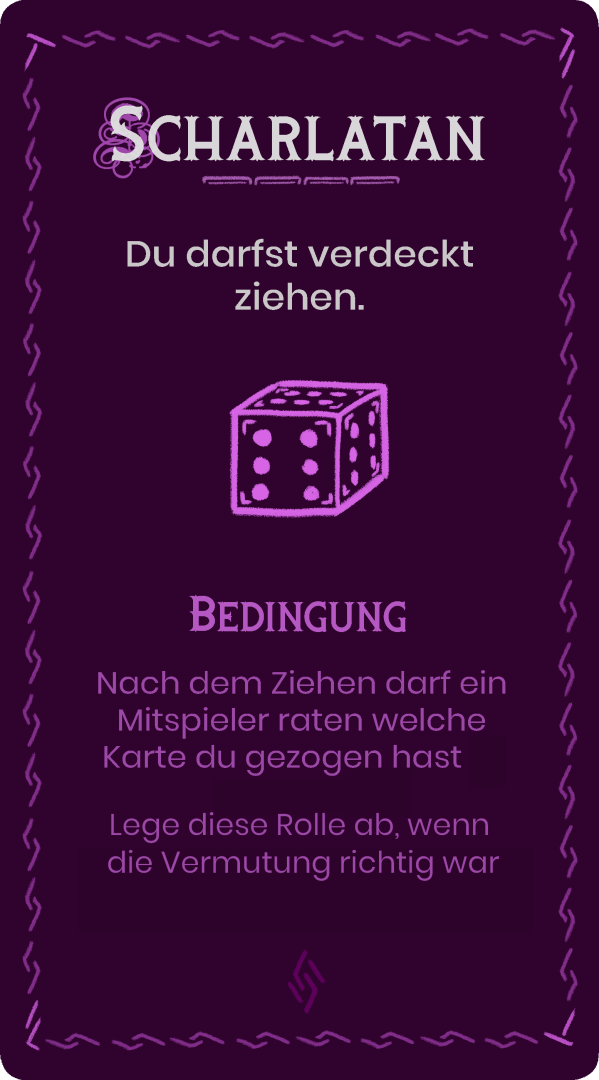 Scharlatan
Du darfst verdeckt
ziehen.
Bedingung
Nach dem Ziehen darf ein
Mitspieler raten welche
Karte du gezogen hast
Lege diese Rolle ab, wenn
die Vermutung richtig war